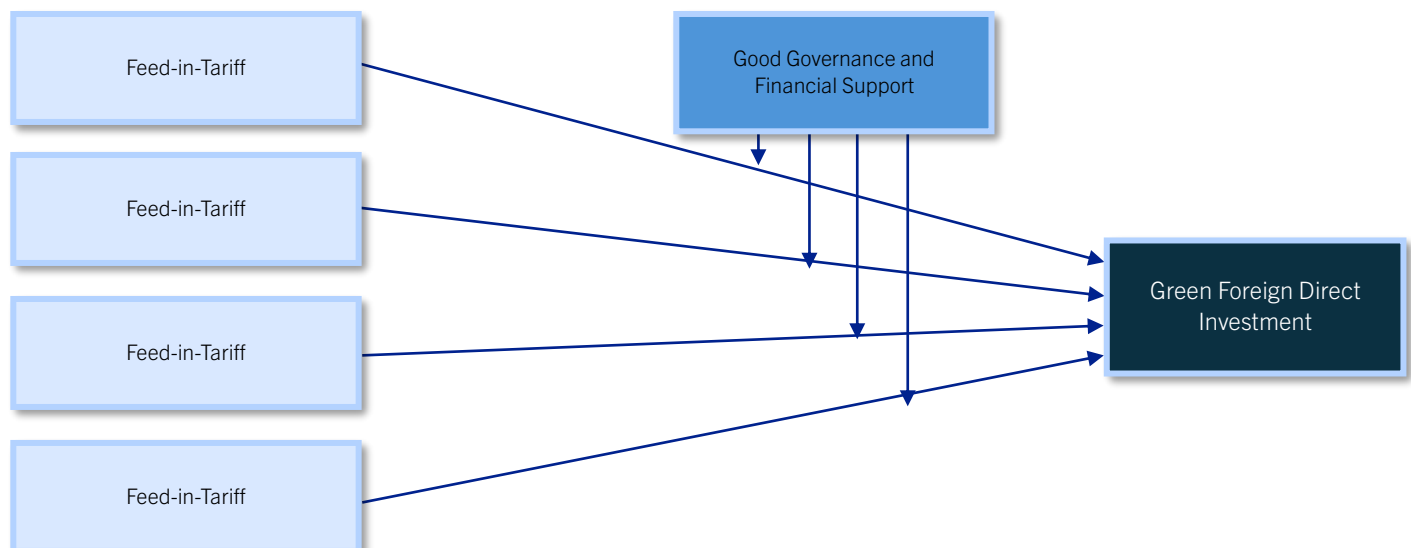 Feed-in-Tariff
Good Governance and
Financial Support
Feed-in-Tariff
Green Foreign Direct
Investment
Feed-in-Tariff
Feed-in-Tariff